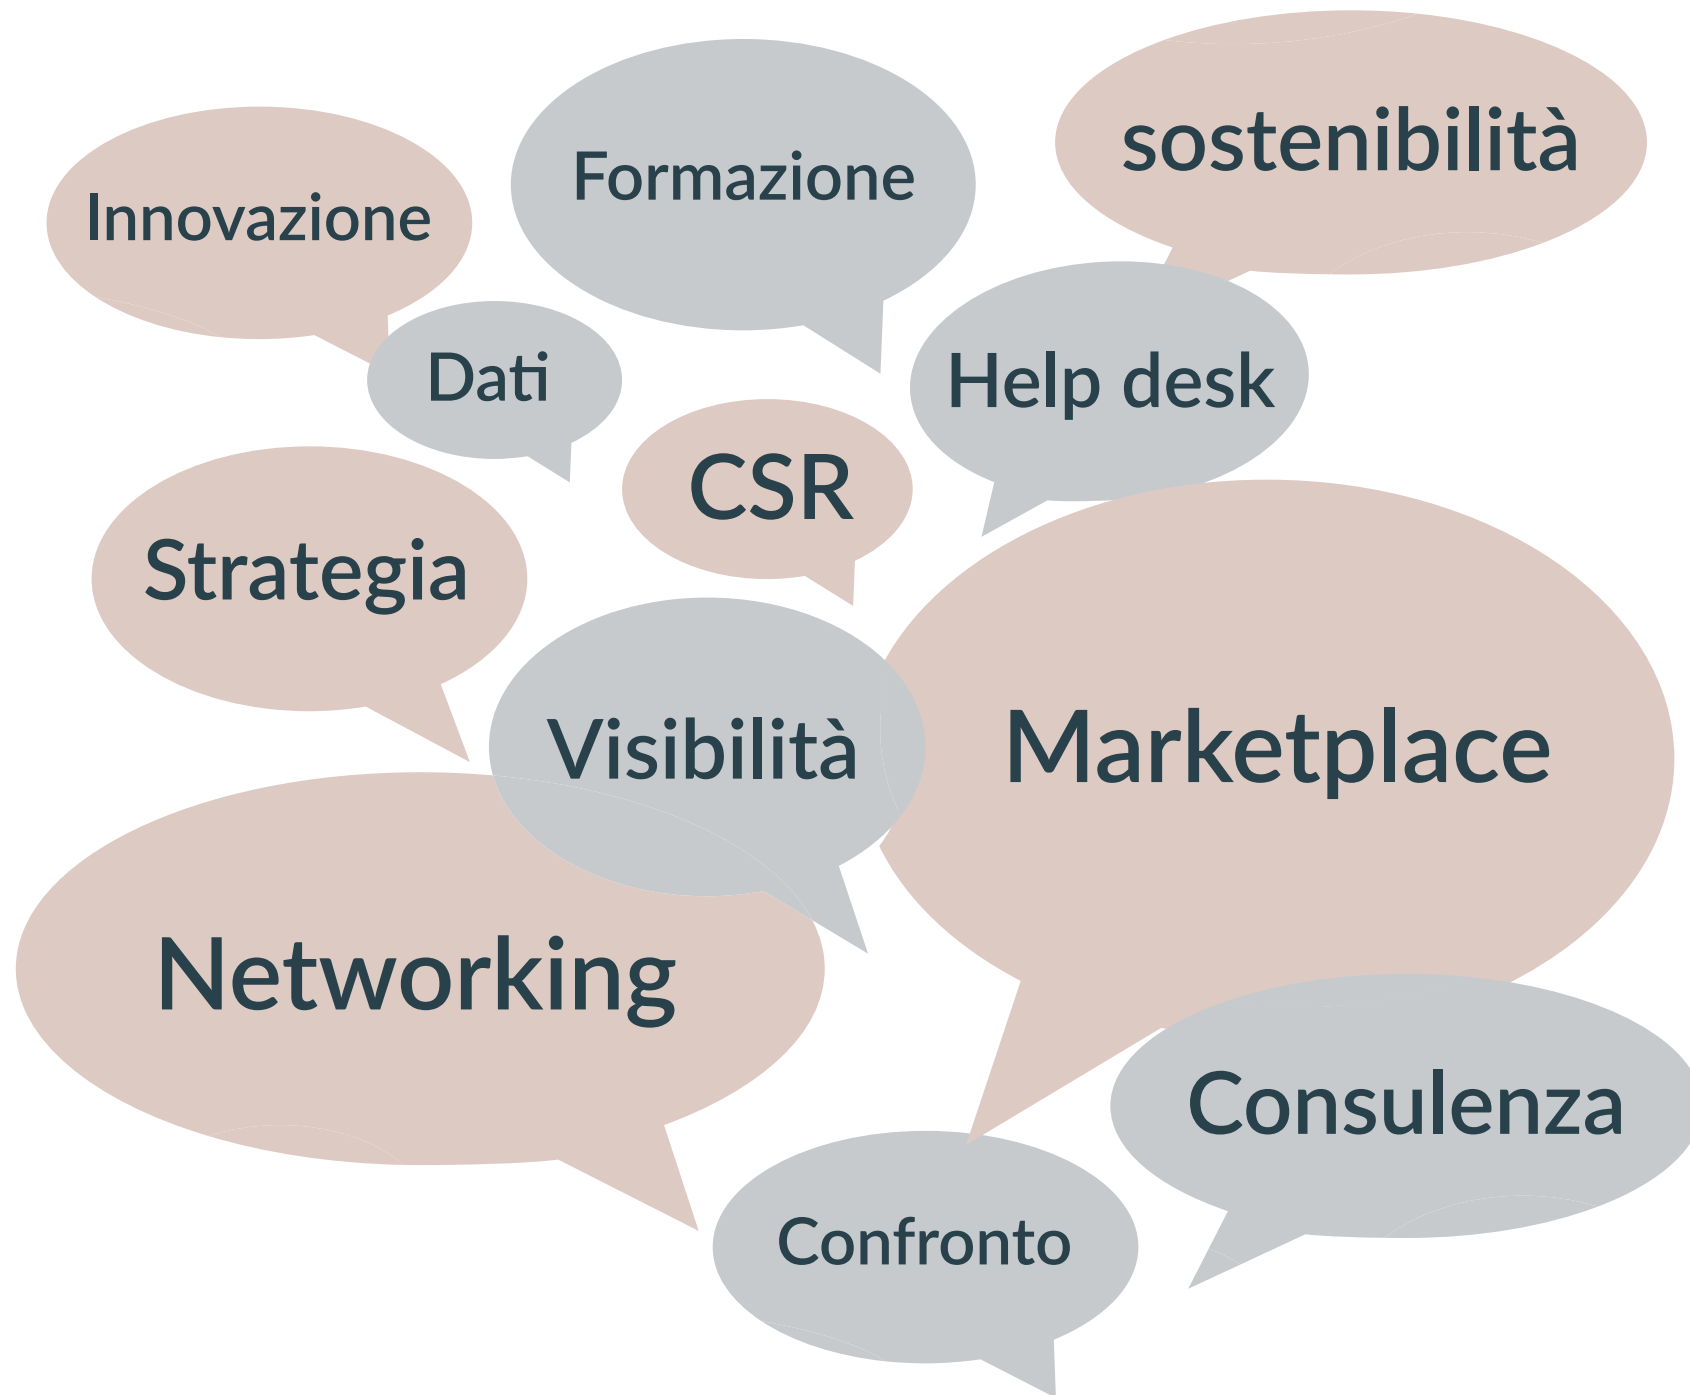 sostenibilità
Formazione
Innovazione
Dati
Help desk
CSR
Strategia
Visibilità
Marketplace
Networking
Consulenza
Confronto